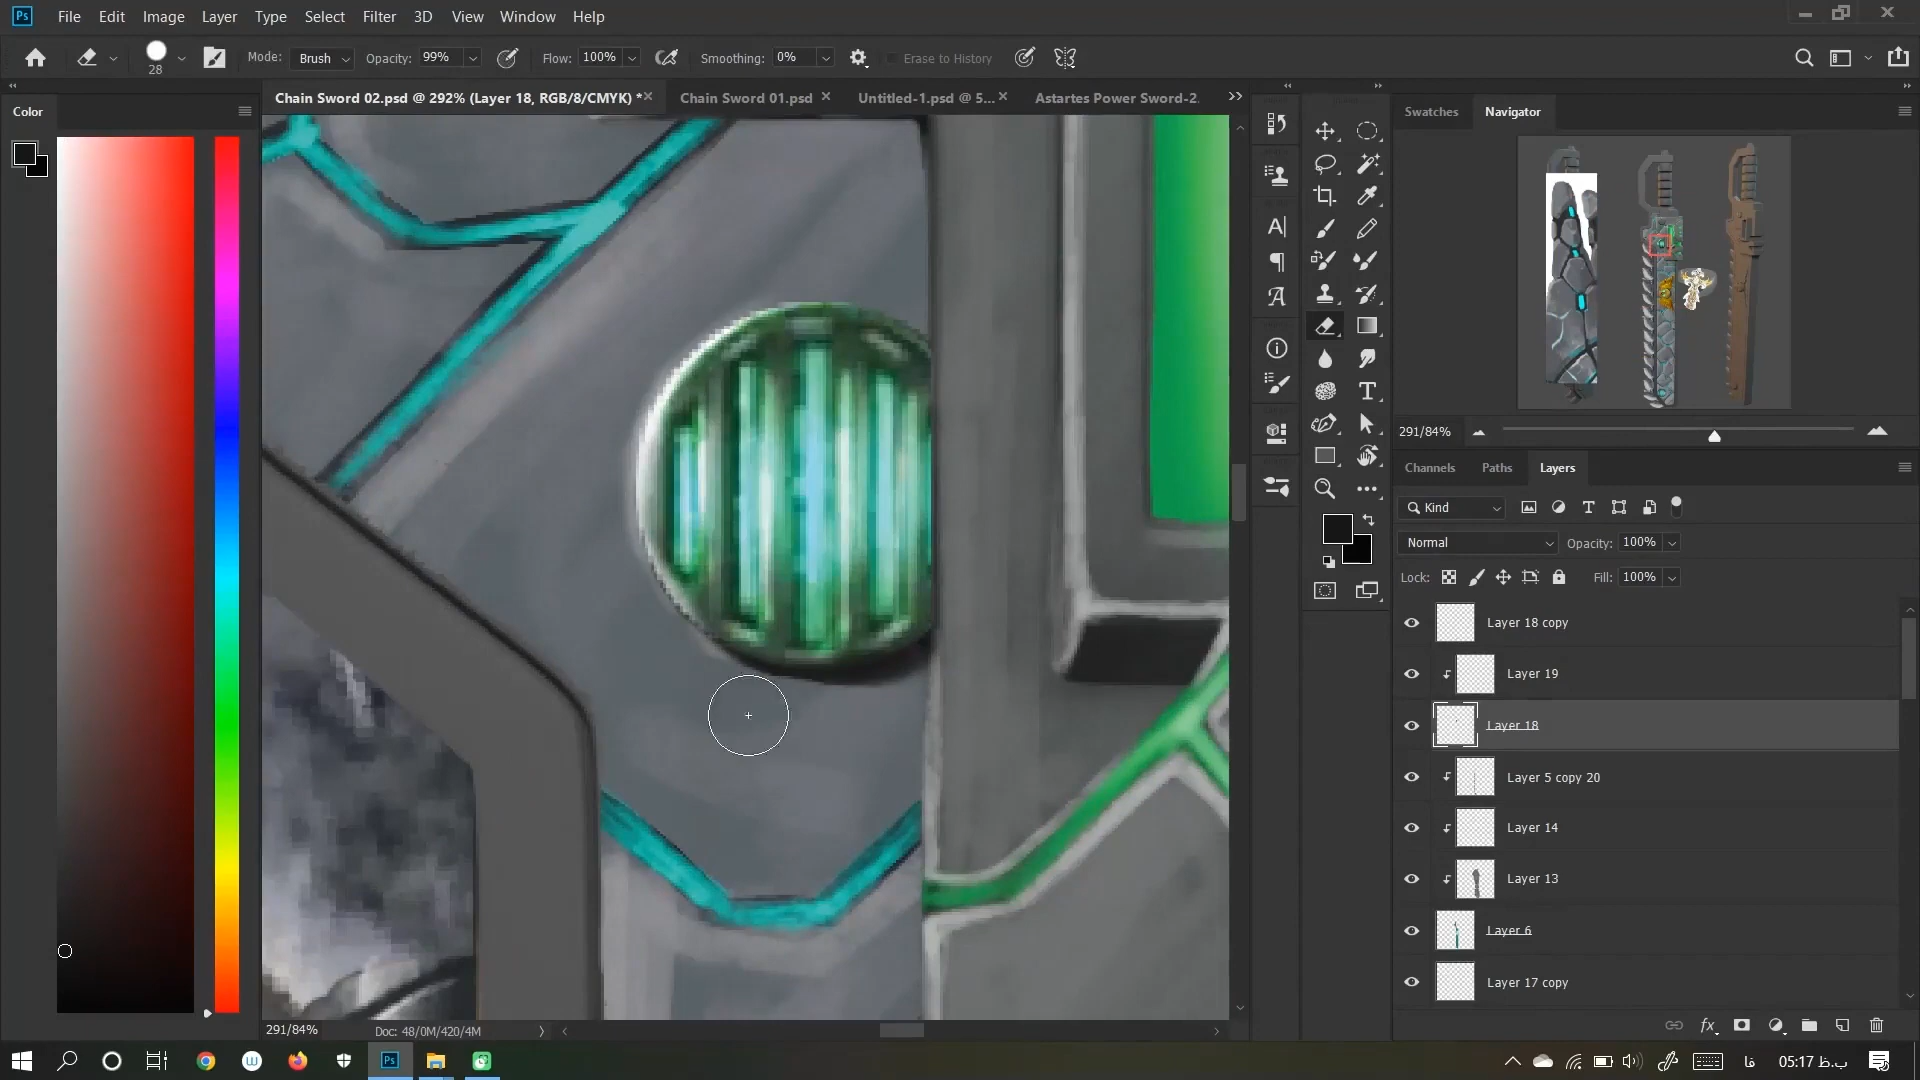 Ps File Edit Image Layer Type Select Filter 3D View Window Help
28 Mode: Brush Opacity: 99% Flow: 100% Smoothing: 0% Erase to History
Color
Chain Sword 02.psd @ 292% (Layer 18, RGB/8/CMYK) * Chain Sword 01.psd Untitled-1.psd @ 5... Astartes Power Sword-2.
Swatches Navigator
291/84%
Channels Paths Layers
Kind
Normal Opacity: 100%
Lock: Fill: 100%
Layer 18 copy
Layer 19
Layer 18
Layer 5 copy 20
Layer 14
Layer 13
Layer 6
Layer 17 copy
fx
291/84% Doc: 48/0M/420/4M
Ps فا 05:17 ب.ظ